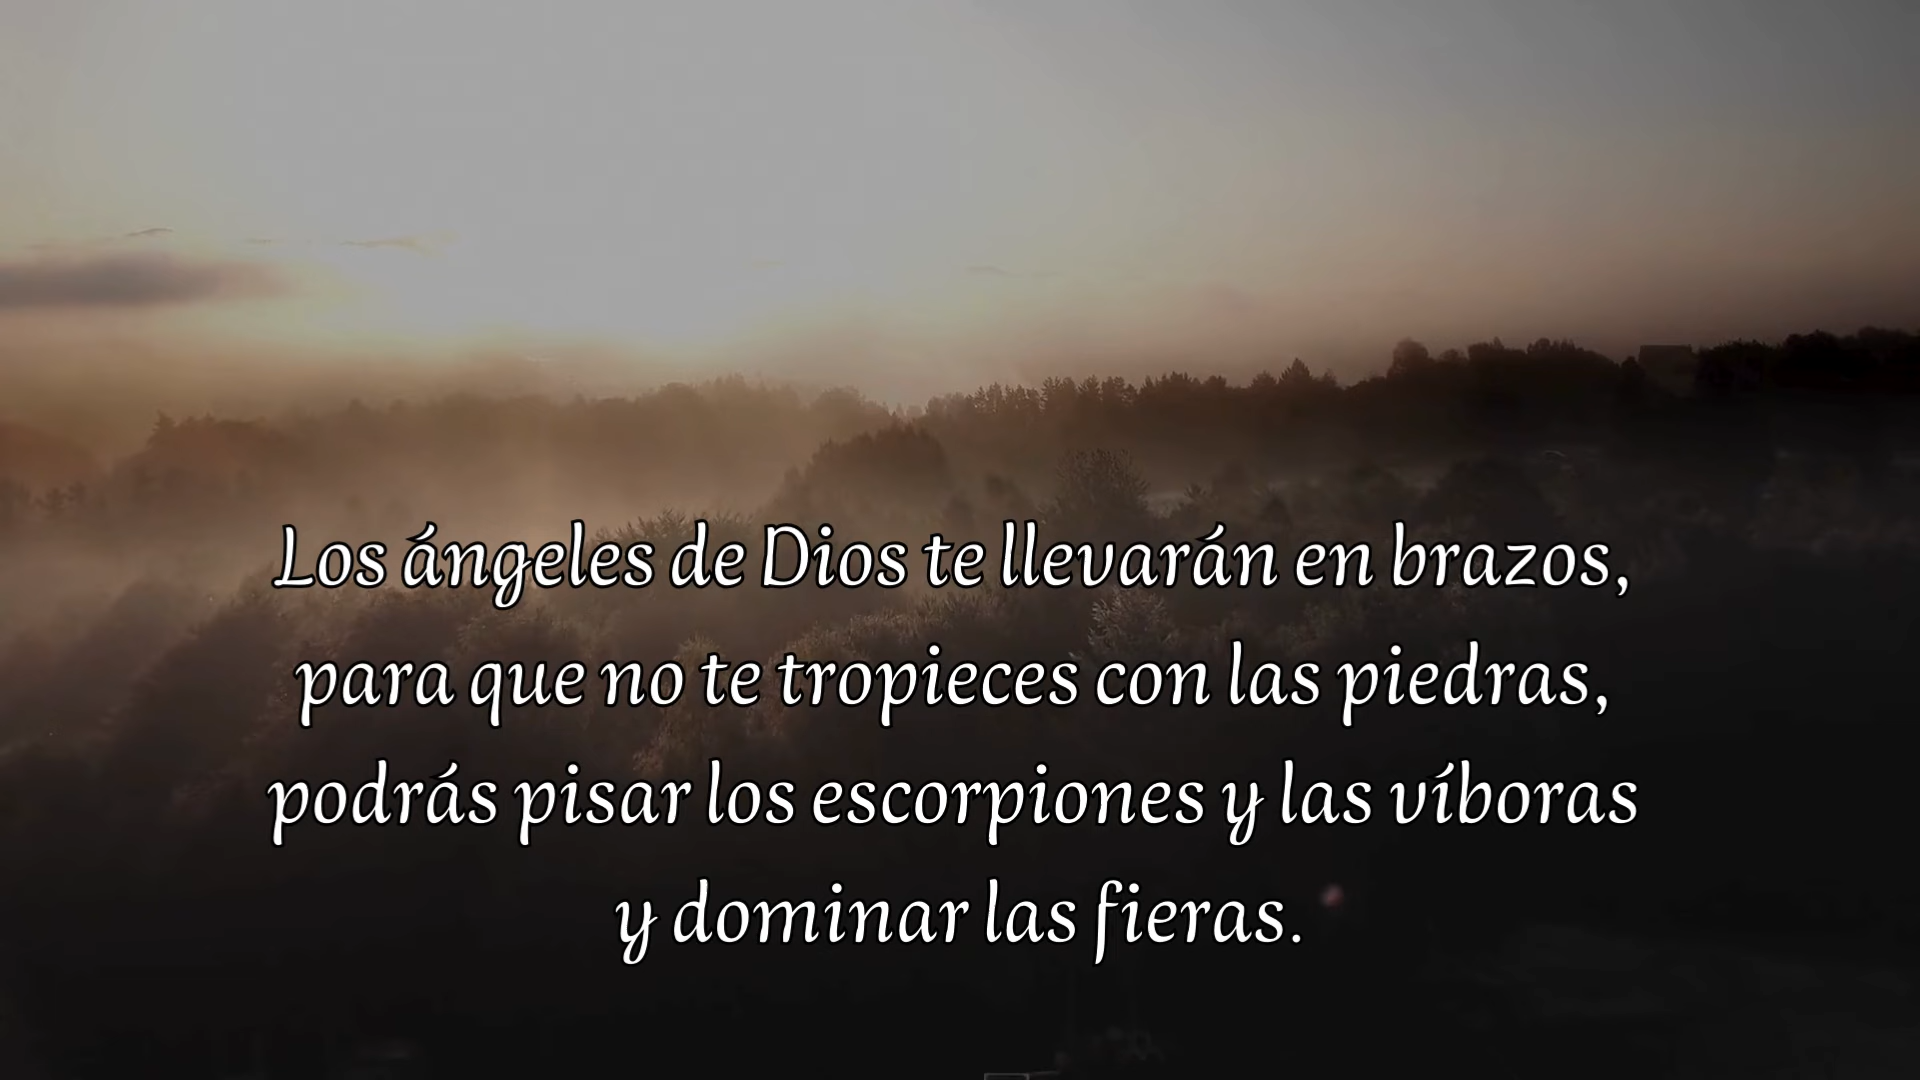 Los ángeles de Dios te llevarán en brazos,
para que no te tropieces con las piedras,
podrás pisar los escorpiones y las víboras
y dominar las fieras.